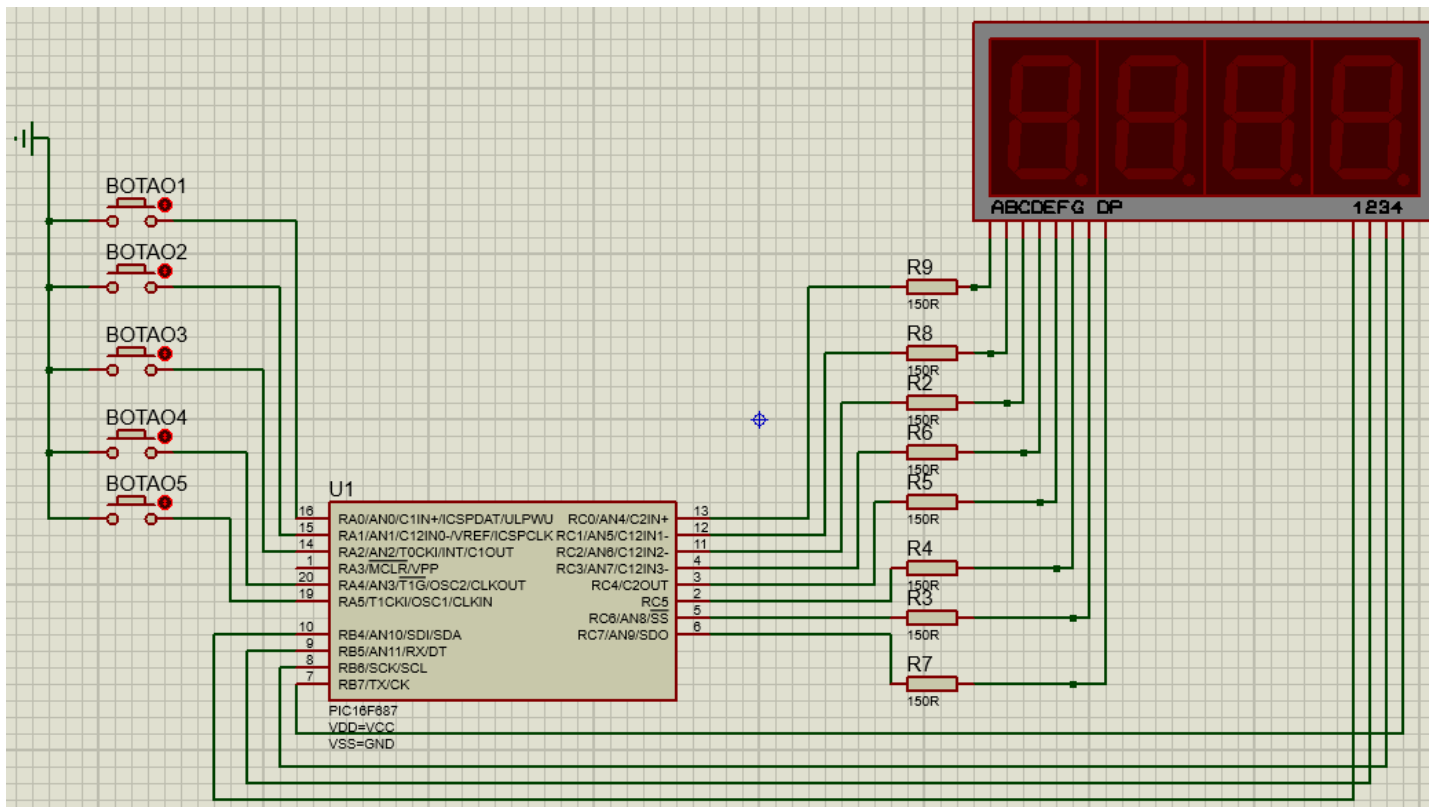 ABCDEFG DP
1234
BOTAO1
BOTAO2
BOTAO3
BOTAO4
BOTAO5
R9
150R
R8
150R
R2
150R
R6
150R
R5
150R
R4
150R
R3
150R
R7
150R
U1
16 RA0/AN0/C1IN+/ICSPDAT/ULPWU RC0/AN4/C2IN+ 13
15 RA1/AN1/C12IN0-/VREF/ICSPCLK RC1/AN5/C12IN1- 12
14 RA2/AN2/T0CKI/INT/C1OUT RC2/AN6/C12IN2- 11
1 RA3/MCLR/VPP RC3/AN7/C12IN3- 4
20 RA4/AN3/T1G/OSC2/CLKOUT RC4/C2OUT 3
19 RA5/T1CKI/OSC1/CLKIN RC5 2
RC6/AN8/SS 5
10 RB4/AN10/SDI/SDA RC7/AN9/SDO 6
9 RB5/AN11/RX/DT
8 RB6/SCK/SCL
7 RB7/TX/CK
PIC16F687
VDD=VCC
VSS=GND